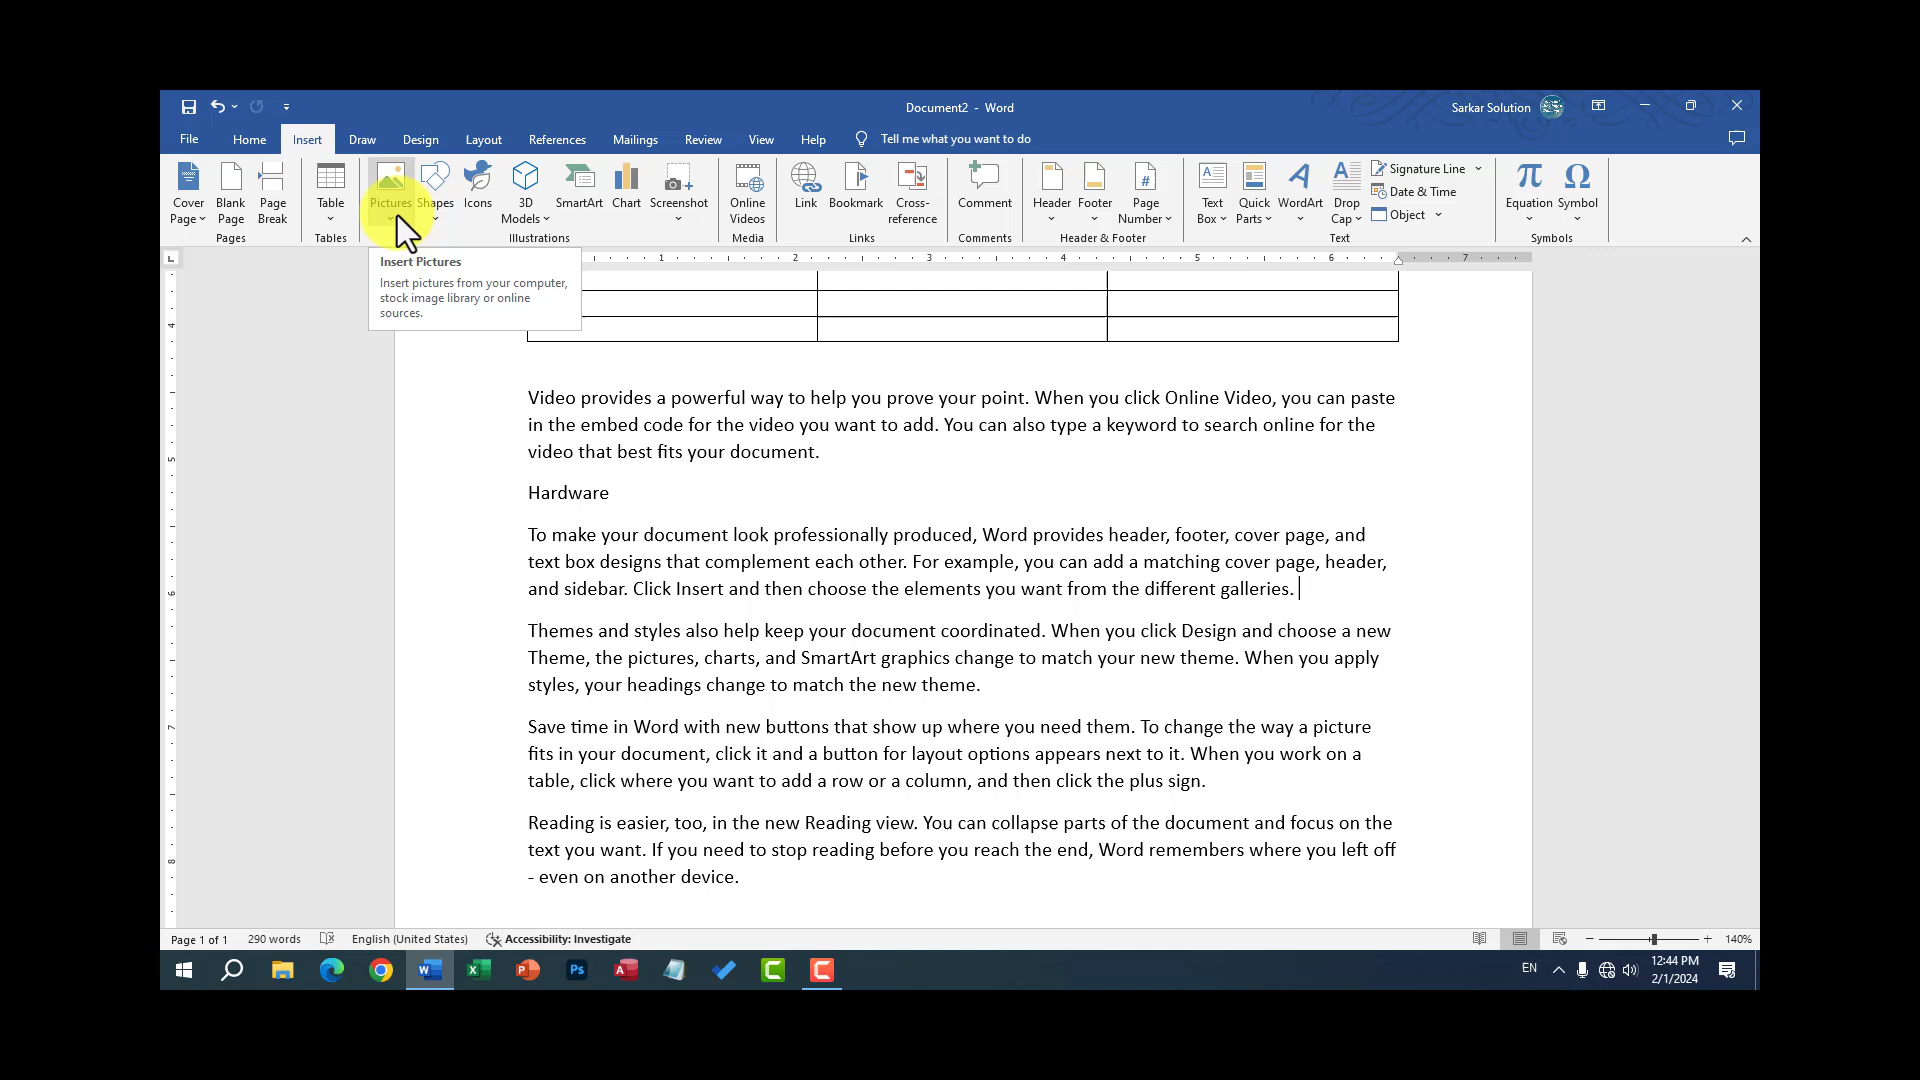 Document2 - Word
Sarkar Solution
File Home Insert Draw Design Layout References Mailings Review View Help Tell me what you want to do
Cover Page
Blank Page
Page Break
Table
Pictures
Shapes
Icons
3D Models
SmartArt
Chart
Screenshot
Online Videos
Link
Bookmark
Cross-reference
Comment
Header
Footer
Page Number
Text Box
Quick Parts
WordArt
Drop Cap
Signature Line
Date & Time
Object
Equation
Symbol
Pages Tables Illustrations Media Links Comments Header & Footer Text Symbols
1 2 3 4 5 6 7
Insert Pictures
Insert pictures from your computer,
stock image library or online
sources.
4
5
6
7
8
Video provides a powerful way to help you prove your point. When you click Online Video, you can paste
in the embed code for the video you want to add. You can also type a keyword to search online for the
video that best fits your document.
Hardware
To make your document look professionally produced, Word provides header, footer, cover page, and
text box designs that complement each other. For example, you can add a matching cover page, header,
and sidebar. Click Insert and then choose the elements you want from the different galleries.
Themes and styles also help keep your document coordinated. When you click Design and choose a new
Theme, the pictures, charts, and SmartArt graphics change to match your new theme. When you apply
styles, your headings change to match the new theme.
Save time in Word with new buttons that show up where you need them. To change the way a picture
fits in your document, click it and a button for layout options appears next to it. When you work on a
table, click where you want to add a row or a column, and then click the plus sign.
Reading is easier, too, in the new Reading view. You can collapse parts of the document and focus on the
text you want. If you need to stop reading before you reach the end, Word remembers where you left off
- even on another device.
Page 1 of 1 290 words English (United States) Accessibility: Investigate 140%
EN
12:44 PM
2/1/2024